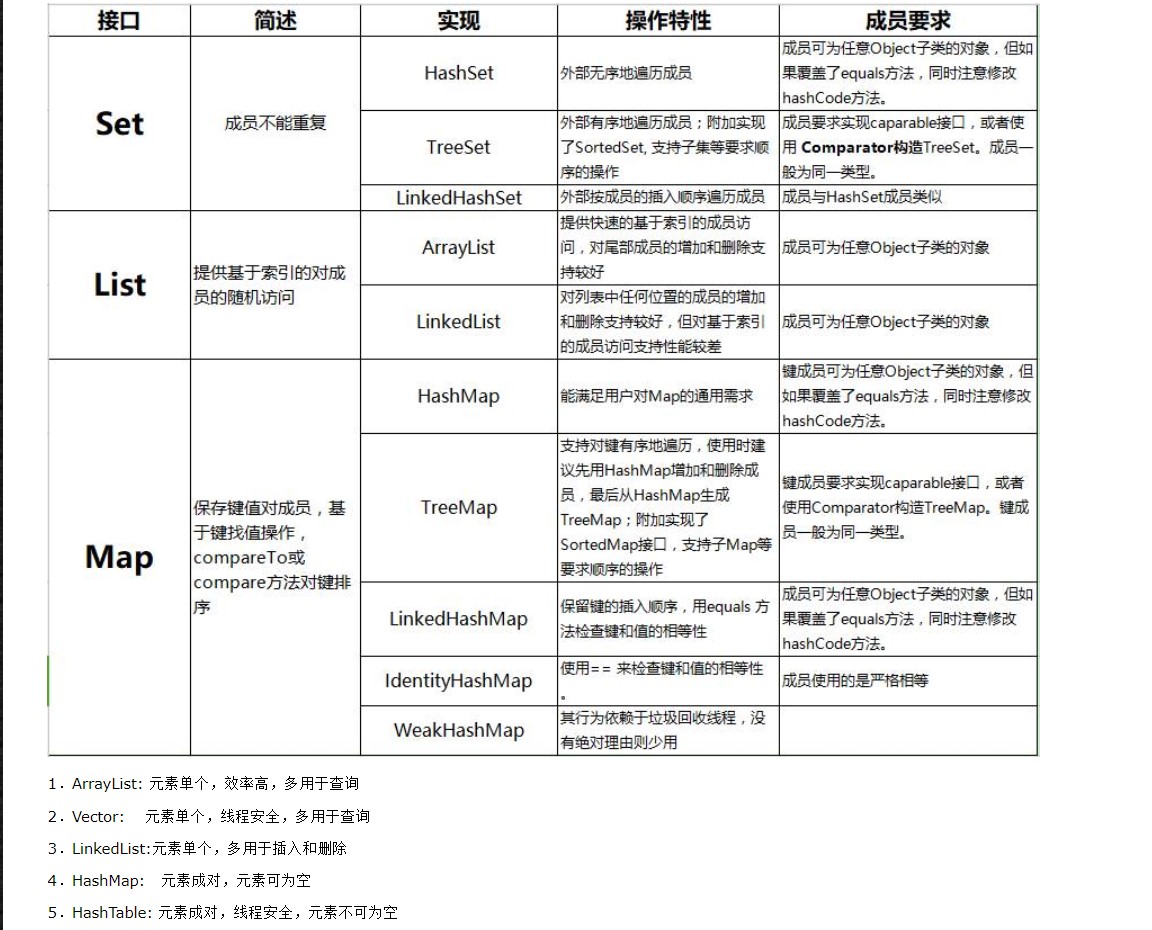 接口 简述 实现 操作特性 成员要求
Set
成员不能重复
HashSet
外部无序地遍历成员
成员可为任意Object子类的对象，但如
果覆盖了equals方法，同时注意修改
hashCode方法。
TreeSet
外部有序地遍历成员；附加实现
了SortedSet, 支持子集等要求顺
序的操作
成员要求实现caparable接口，或者使
用 Comparator构造TreeSet。成员一
般为同一类型。
LinkedHashSet
外部按成员的插入顺序遍历成员
成员与HashSet成员类似
List
提供基于索引的对成
员的随机访问
ArrayList
提供快速的基于索引的成员访
问，对尾部成员的增加和删除支
持较好
成员可为任意Object子类的对象
LinkedList
对列表中任何位置的成员的增加
和删除支持较好，但对基于索引
的成员访问支持性能较差
成员可为任意Object子类的对象
Map
保存键值对成员，基
于键找值操作，
compareTo或
compare方法对键排
序
HashMap
能满足用户对Map的通用需求
键成员可为任意Object子类的对象，但
如果覆盖了equals方法，同时注意修改
hashCode方法。
TreeMap
支持对键有序地遍历，使用时建
议先用HashMap增加和删除成
员，最后从HashMap生成
TreeMap；附加实现了
SortedMap接口，支持子Map等
要求顺序的操作
键成员要求实现caparable接口，或者
使用Comparator构造TreeMap。键成
员一般为同一类型。
LinkedHashMap
保留键的插入顺序，用equals 方
法检查键和值的相等性
成员可为任意Object子类的对象，但如
果覆盖了equals方法，同时注意修改
hashCode方法。
IdentityHashMap
使用== 来检查键和值的相等性
。
成员使用的是严格相等
WeakHashMap
其行为依赖于垃圾回收线程，没
有绝对理由则少用
1．ArrayList: 元素单个，效率高，多用于查询
2．Vector: 元素单个，线程安全，多用于查询
3．LinkedList:元素单个，多用于插入和删除
4．HashMap: 元素成对，元素可为空
5．HashTable: 元素成对，线程安全，元素不可为空